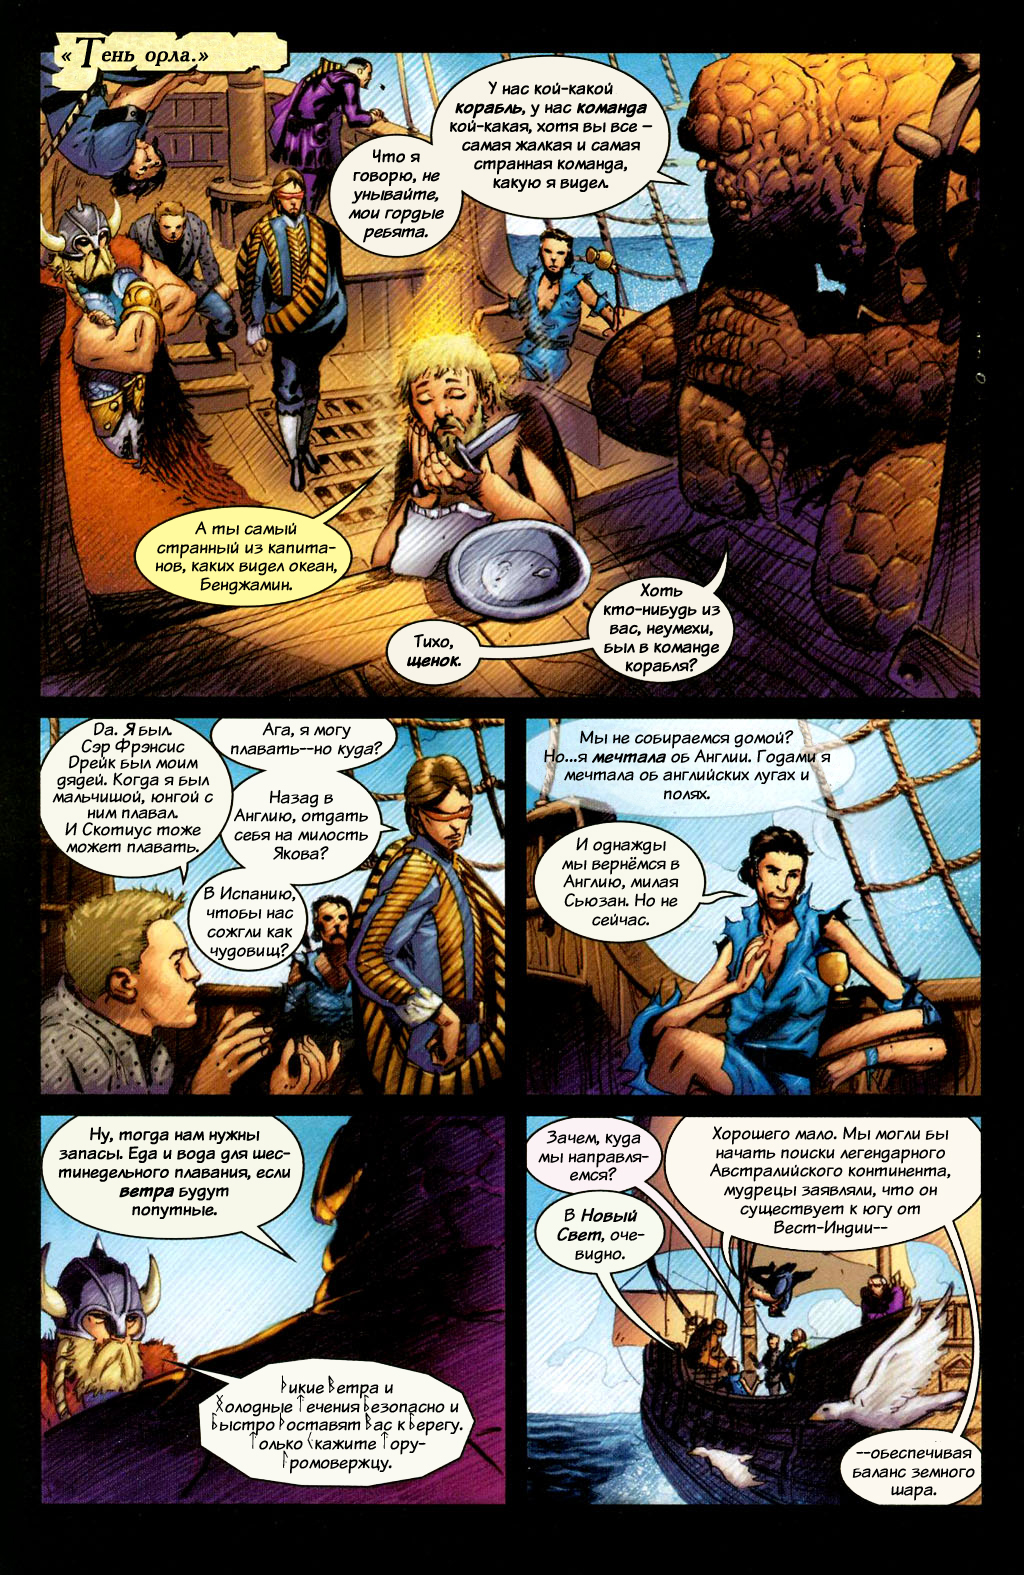 « Тень орла.»
У нас кой-какой
корабль, у нас команда
кой-какая, хотя вы все –
самая жалкая и самая
странная команда,
какую я видел.
Что я
говорю, не
унывайте,
мои гордые
ребята.
А ты самый
странный из капита-
нов, каких видел океан,
Бенджамин.
Хоть
кто-нибудь из
вас, неумехи,
был в команде
корабля?
Тихо,
щенок.
Да. Я был.
Сэр Фрэнсис
Дрейк был моим
дядей. Когда я был
мальчишой, юнгой с
ним плавал.
И Скотиус тоже
может плавать.
Ага, я могу
плавать--но куда?
Назад в
Англию, отдать
себя на милость
Якова?
В Испанию,
чтобы нас
сожгли как
чудовищ?
Мы не собираемся домой?
Но...я мечтала об Англии. Годами я
мечтала об английских лугах и
полях.
И однажды
мы вернёмся в
Англию, милая
Сьюзан. Но не
сейчас.
Ну, тогда нам нужны
запасы. Еда и вода для шес-
тинедельного плавания, если
ветра будут
попутные.
Дикие Ветра и
Холодные Течения Безопасно и
Быстро Доставят Вас к Берегу.
Только Скажите Тору-
Громовержцу.
Зачем, куда
мы направля-
емся?
В Новый
Свет, оче-
видно.
Хорошего мало. Мы могли бы
начать поиски легендарного
Австралийского континента,
мудрецы заявляли, что он
существует к югу от
Вест-Индии--
--обеспечивая
баланс земного
шара.